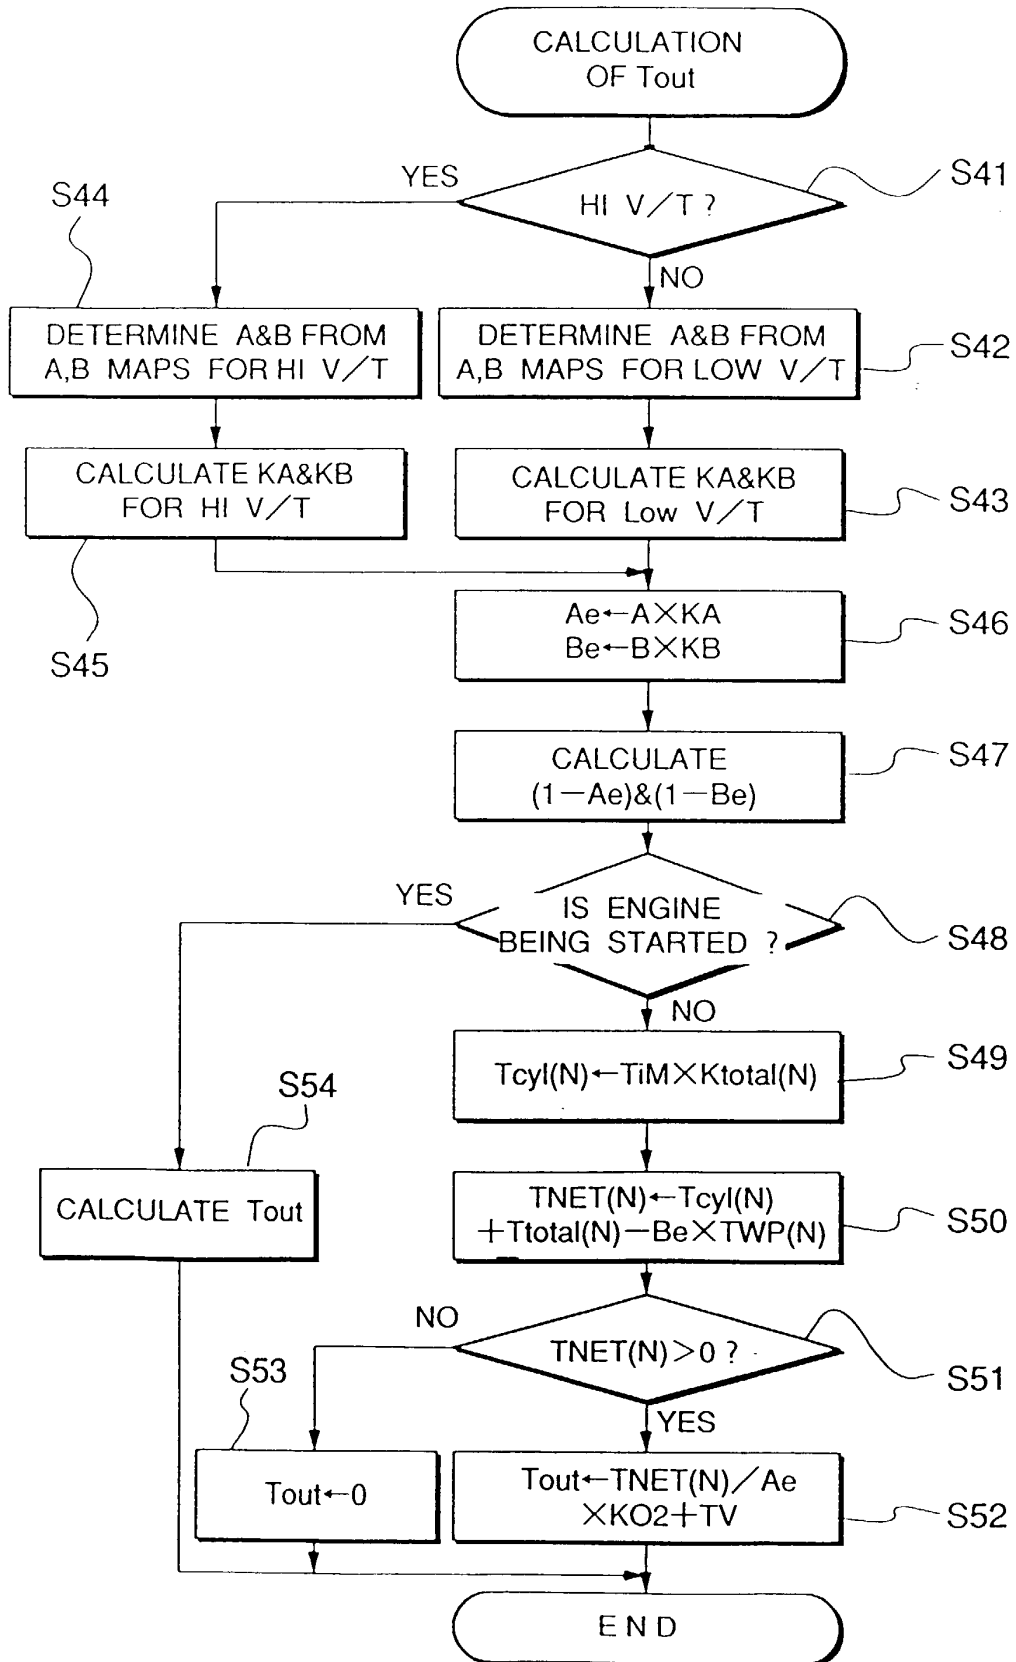 CALCULATION
OF Tout
YES
S41
S44
HI V/T ?
NO
DETERMINE A&B FROM
A,B MAPS FOR HI V/T
DETERMINE A&B FROM
A,B MAPS FOR LOW V/T
S42
CALCULATE KA&KB
FOR HI V/T
CALCULATE KA&KB
FOR Low V/T
S43
S45
Ae←A×KA
Be←B×KB
S46
CALCULATE
(1−Ae)&(1−Be)
S47
YES
IS ENGINE
BEING STARTED ?
S48
NO
Tcyl(N)←TiM×Ktotal(N)
S49
S54
CALCULATE Tout
TNET(N)←Tcyl(N)
+Ttotal(N)−Be×TWP(N)
S50
NO
TNET(N)>0 ?
S51
S53
YES
Tout←0
Tout←TNET(N)/Ae
×KO2+TV
S52
END